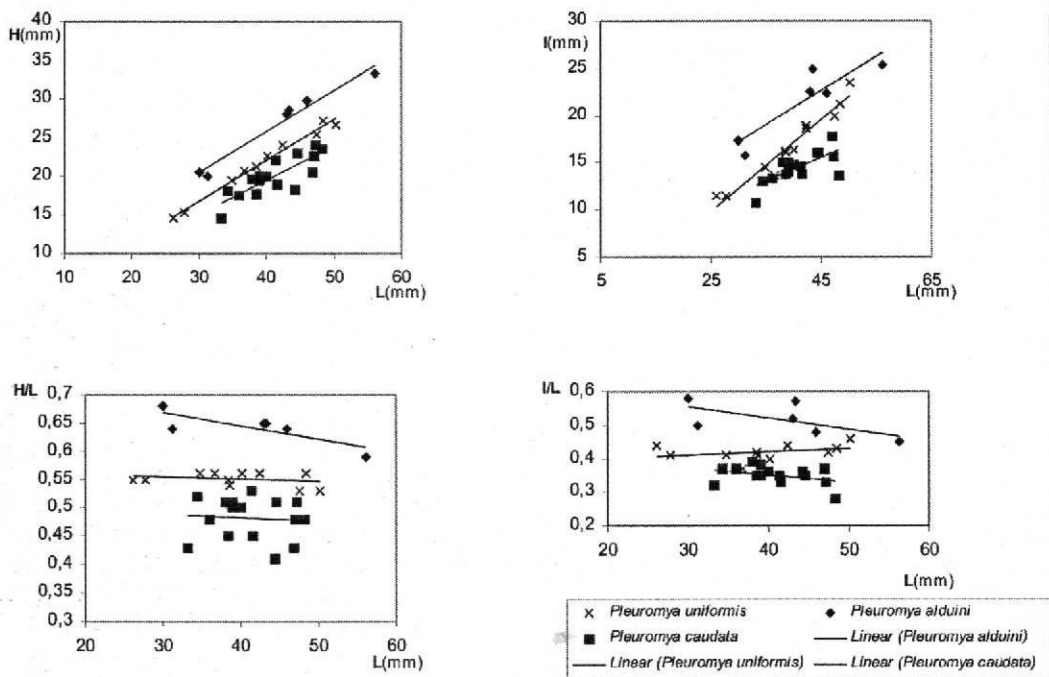 H(mm)
40
35
30
25
20
15
10
10 20 30 40 50 60
L(mm)
I(mm)
30
25
20
15
10
5
5 25 45 65
L(mm)
H/L
0,7
0,65
0,6
0,55
0,5
0,45
0,4
0,35
0,3
20 30 40 50 60
L(mm)
I/L
0,6
0,5
0,4
0,3
0,2
20 30 40 50 60
L(mm)
Pleuromya uniformis Pleuromya alduini
Pleuromya caudata Linear (Pleuromya alduini)
Linear (Pleuromya uniformis) Linear (Pleuromya caudata)